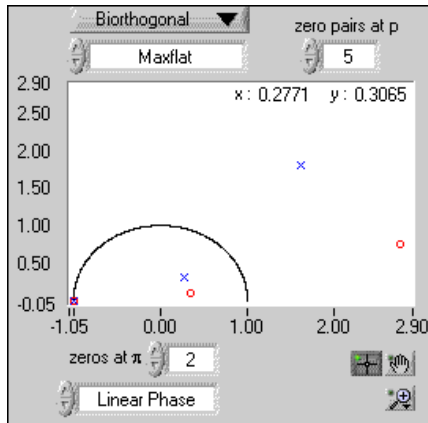 Biorthogonal
zero pairs at p
Maxflat
5
x: 0.2771 y: 0.3065
2.90
2.50
2.00
1.50
1.00
0.50
-0.05
-1.05 0.00 1.00 2.00 2.90
zeros at π 2
Linear Phase